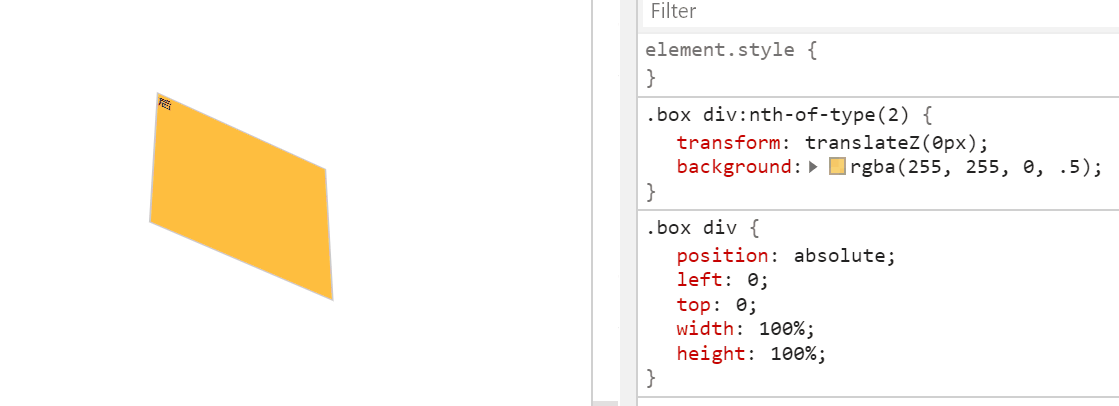 Filter
element.style {
}
.box div:nth-of-type(2) {
transform: translateZ(0px);
background: rgba(255, 255, 0, .5);
}
.box div {
position: absolute;
left: 0;
top: 0;
width: 100%;
height: 100%;
}